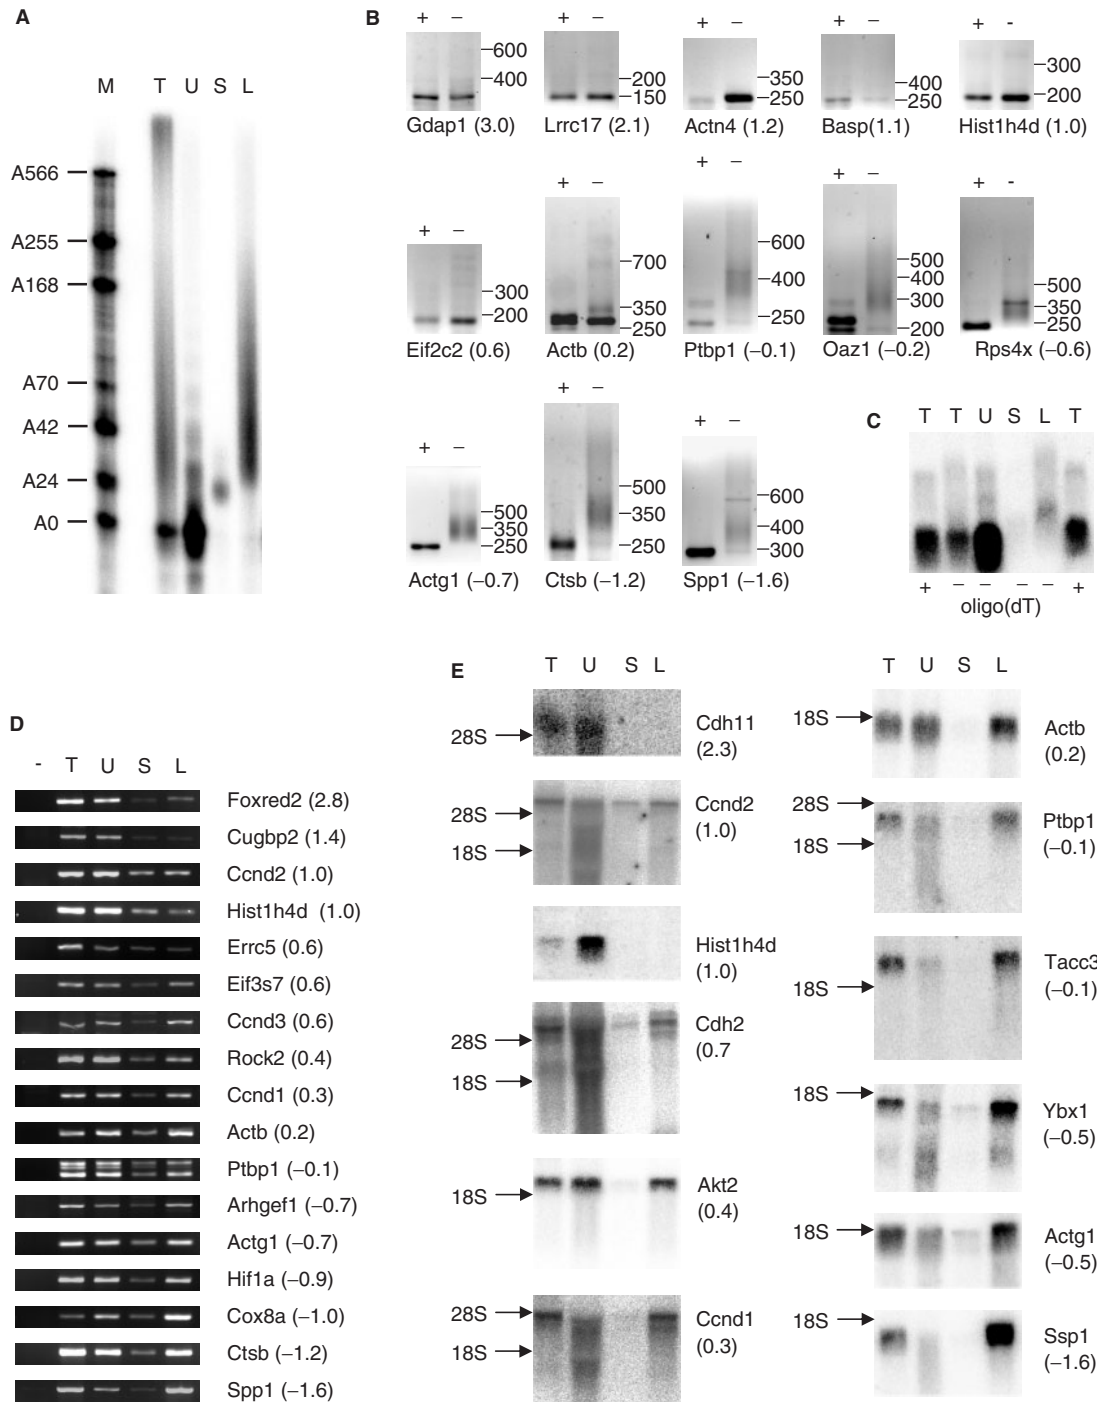 A
M T U S L
A566
A255
A168
A70
A42
A24
A0
B
+ −
600
400
Gdap1 (3.0)
+ −
200
150
Lrrc17 (2.1)
+ −
350
250
Actn4 (1.2)
+ −
400
250
Basp(1.1)
+ -
300
200
Hist1h4d (1.0)
+ −
300
200
Eif2c2 (0.6)
+ −
700
350
250
Actb (0.2)
+ −
600
400
250
Ptbp1 (−0.1)
+ −
500
400
300
200
Oaz1 (−0.2)
+ -
500
350
250
Rps4x (−0.6)
+ −
500
350
250
Actg1 (−0.7)
+ −
500
350
250
Ctsb (−1.2)
+ −
600
400
300
Spp1 (−1.6)
C
T T U S L T
+ − − − − +
oligo(dT)
D
- T U S L
Foxred2 (2.8)
Cugbp2 (1.4)
Ccnd2 (1.0)
Hist1h4d (1.0)
Errc5 (0.6)
Eif3s7 (0.6)
Ccnd3 (0.6)
Rock2 (0.4)
Ccnd1 (0.3)
Actb (0.2)
Ptbp1 (−0.1)
Arhgef1 (−0.7)
Actg1 (−0.7)
Hif1a (−0.9)
Cox8a (−1.0)
Ctsb (−1.2)
Spp1 (−1.6)
E
T U S L
28S
Cdh11
(2.3)
28S
18S
Ccnd2
(1.0)
Hist1h4d
(1.0)
28S
18S
Cdh2
(0.7
18S
Akt2
(0.4)
28S
18S
Ccnd1
(0.3)
T U S L
18S
Actb
(0.2)
28S
18S
Ptbp1
(−0.1)
18S
Tacc3
(−0.1)
18S
Ybx1
(−0.5)
18S
Actg1
(−0.5)
18S
Ssp1
(−1.6)